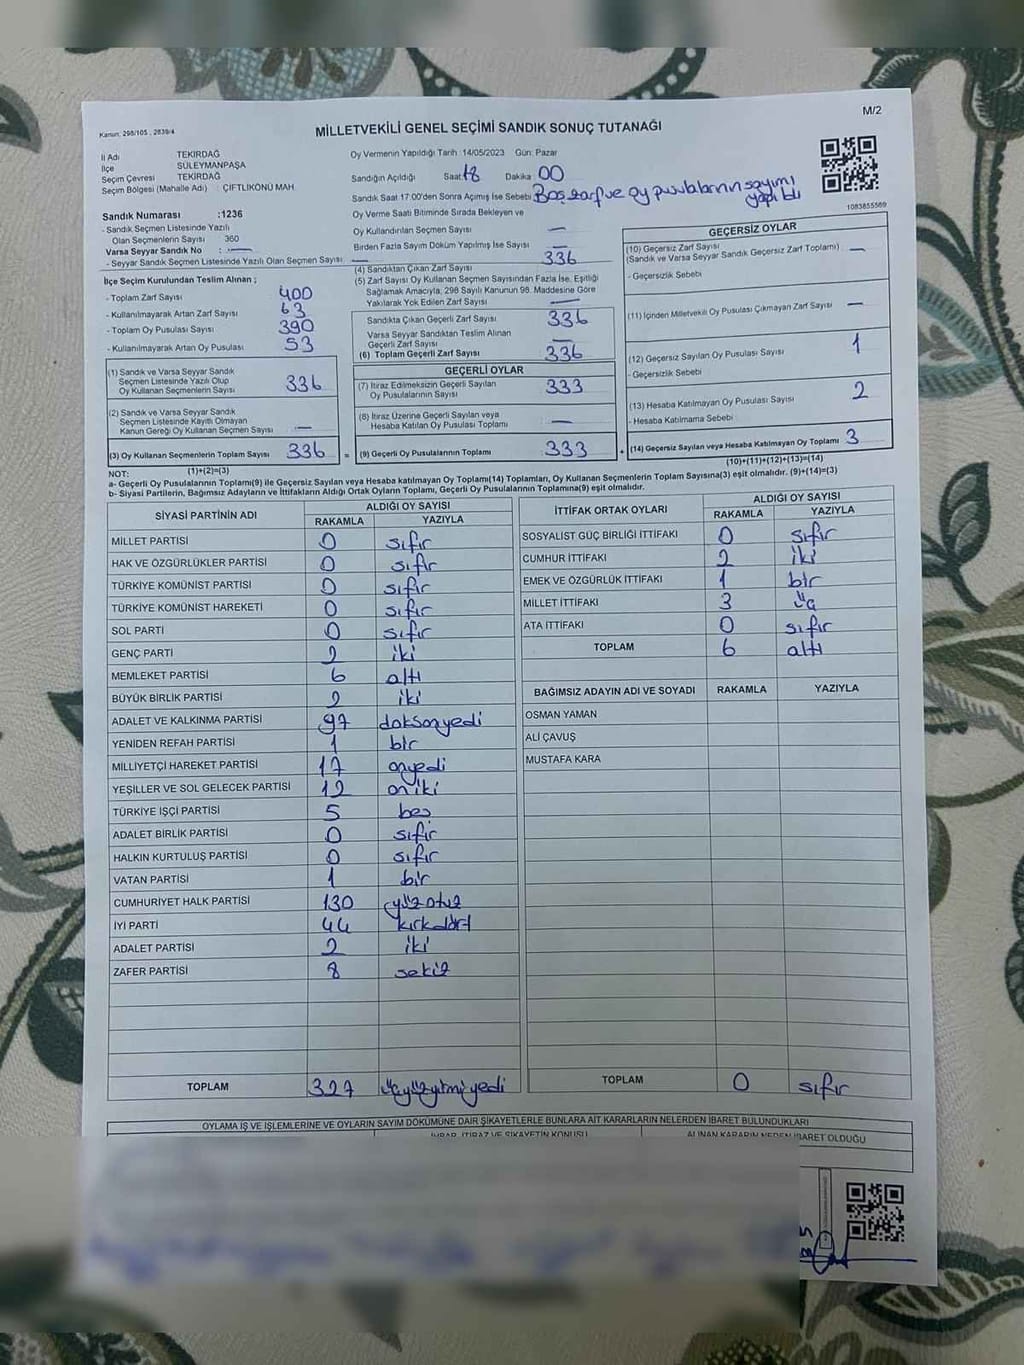 M/2
Kanun: 298/105 , 2839/4
MİLLETVEKİLİ GENEL SEÇİMİ SANDIK SONUÇ TUTANAĞI
İl Adı TEKİRDAĞ
İlçe SÜLEYMANPAŞA
Seçim Çevresi TEKİRDAĞ
Seçim Bölgesi (Mahalle Adı) : ÇİFTLİKÖNÜ MAH
Sandık Numarası :1236
- Sandık Seçmen Listesinde Yazılı
Olan Seçmenlerin Sayısı 360
Varsa Seyyar Sandık No : —
- Seyyar Sandık Seçmen Listesinde Yazılı Olan Seçmen Sayısı —
Oy Vermenin Yapıldığı Tarih :14/05/2023 Gün: Pazar
Sandığın Açıldığı Saat 18 Dakika 00
Sandık Saat 17:00'den Sonra Açımış İse Sebebi Boş zarf ve oy pusulalarının sayımı
yapıldı
Oy Verme Saati Bitiminde Sırada Bekleyen ve
Oy Kullandırılan Seçmen Sayısı —
Birden Fazla Sayım Döküm Yapılmış İse Sayısı —
1083855569
İlçe Seçim Kurulundan Teslim Alınan ;
- Toplam Zarf Sayısı 400
- Kullanılmayarak Artan Zarf Sayısı 63
- Toplam Oy Pusulası Sayısı 390
- Kullanılmayarak Artan Oy Pusulası 53
(1) Sandık ve Varsa Seyyar Sandık
Seçmen Listesinde Yazılı Olup
Oy Kullanan Seçmenlerin Sayısı 336
(2) Sandık ve Varsa Seyyar Sandık
Seçmen Listesinde Kayıtlı Olmayan
Kanun Gereği Oy Kullanan Seçmen Sayısı —
(3) Oy Kullanan Seçmenlerin Toplam Sayısı 336
(4) Sandıktan Çıkan Zarf Sayısı 336
(5) Zarf Sayısı Oy Kullanan Seçmen Sayısından Fazla İse, Eşitliği
Sağlamak Amacıyla, 298 Sayılı Kanunun 98. Maddesine Göre
Yakılarak Yok Edilen Zarf Sayısı —
Sandıkta Çıkan Geçerli Zarf Sayısı 336
Varsa Seyyar Sandıktan Teslim Alınan
Geçerli Zarf Sayısı —
(6) Toplam Geçerli Zarf Sayısı 336
GEÇERLİ OYLAR
(7) İtiraz Edilmeksizin Geçerli Sayılan
Oy Pusulalarının Sayısı 333
(8) İtiraz Üzerine Geçerli Sayılan veya
Hesaba Katılan Oy Pusulası Toplamı —
= (9) Geçerli Oy Pusulalarının Toplamı 333
GEÇERSİZ OYLAR
(10) Geçersiz Zarf Sayısı —
(Sandık ve Varsa Seyyar Sandık Geçersiz Zarf Toplamı)
- Geçersizlik Sebebi
(11) İçinden Milletvekili Oy Pusulası Çıkmayan Zarf Sayısı —
(12) Geçersiz Sayılan Oy Pusulası Sayısı 1
- Geçersizlik Sebebi
(13) Hesaba Katılmayan Oy Pusulası Sayısı 2
- Hesaba Katılmama Sebebi
+ (14) Geçersiz Sayılan veya Hesaba Katılmayan Oy Toplamı 3
NOT: (1)+(2)=(3)
(10)+(11)+(12)+(13)=(14)
a- Geçerli Oy Pusulalarının Toplamı(9) ile Geçersiz Sayılan veya Hesaba katılmayan Oy Toplamı(14) Toplamları, Oy Kullanan Seçmenlerin Toplam Sayısına(3) eşit olmalıdır. (9)+(14)=(3)
b- Siyasi Partilerin, Bağımsız Adayların ve İttifakların Aldığı Ortak Oyların Toplamı, Geçerli Oy Pusulalarının Toplamına(9) eşit olmalıdır.
SİYASİ PARTİNİN ADI ALDIĞI OY SAYISI
RAKAMLA YAZIYLA
MİLLET PARTİSİ 0 sıfır
HAK VE ÖZGÜRLÜKLER PARTİSİ 0 sıfır
TÜRKİYE KOMÜNİST PARTİSİ 0 sıfır
TÜRKİYE KOMÜNİST HAREKETİ 0 sıfır
SOL PARTİ 0 sıfır
GENÇ PARTİ 2 iki
MEMLEKET PARTİSİ 6 altı
BÜYÜK BİRLİK PARTİSİ 2 iki
ADALET VE KALKINMA PARTİSİ 97 doksanyedi
YENİDEN REFAH PARTİSİ 1 bir
MİLLİYETÇİ HAREKET PARTİSİ 17 onyedi
YEŞİLLER VE SOL GELECEK PARTİSİ 12 oniki
TÜRKİYE İŞÇİ PARTİSİ 5 beş
ADALET BİRLİK PARTİSİ 0 sıfır
HALKIN KURTULUŞ PARTİSİ 0 sıfır
VATAN PARTİSİ 1 bir
CUMHURİYET HALK PARTİSİ 130 yüz otuz
İYİ PARTİ 44 kırkdört
ADALET PARTİSİ 2 iki
ZAFER PARTİSİ 8 sekiz
TOPLAM 327 üçyüzyirmiyedi
İTTİFAK ORTAK OYLARI ALDIĞI OY SAYISI
RAKAMLA YAZIYLA
SOSYALİST GÜÇ BİRLİĞİ İTTİFAKI 0 sıfır
CUMHUR İTTİFAKI 2 iki
EMEK VE ÖZGÜRLÜK İTTİFAKI 1 bir
MİLLET İTTİFAKI 3 üç
ATA İTTİFAKI 0 sıfır
TOPLAM 6 altı
BAĞIMSIZ ADAYIN ADI VE SOYADI RAKAMLA YAZIYLA
OSMAN YAMAN
ALİ ÇAVUŞ
MUSTAFA KARA
TOPLAM 0 sıfır
OYLAMA İŞ VE İŞLEMLERİNE VE OYLARIN SAYIM DÖKÜMÜNE DAİR ŞİKAYETLERLE BUNLARA AİT KARARLARIN NELERDEN İBARET BULUNDUKLARI
İHBAR, İTİRAZ VE ŞİKAYETİN KONUSU
ALINAN KARARIN NEDEN İBARET OLDUĞU